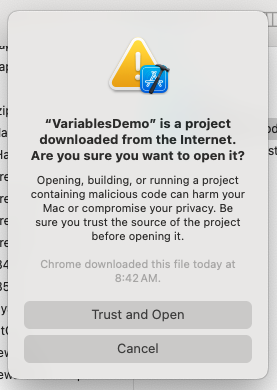 “VariablesDemo” is a project
downloaded from the Internet.
Are you sure you want to open it?
Opening, building, or running a project
containing malicious code can harm your
Mac or compromise your privacy. Be
sure you trust the source of the project
before opening it.
Chrome downloaded this file today at
8:42 AM.
Trust and Open
Cancel